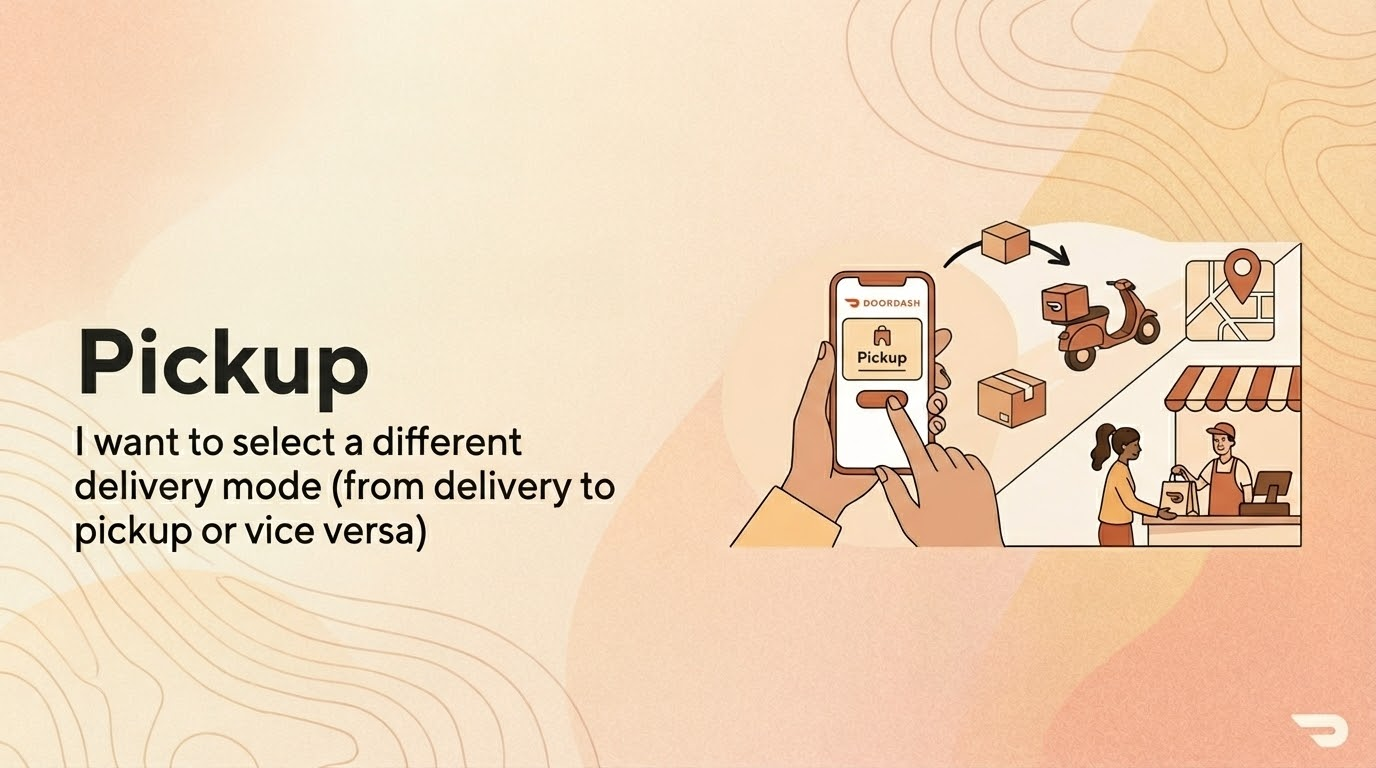 Pickup
I want to select a different
delivery mode (from delivery to
pickup or vice versa)
DOORDASH
Pickup